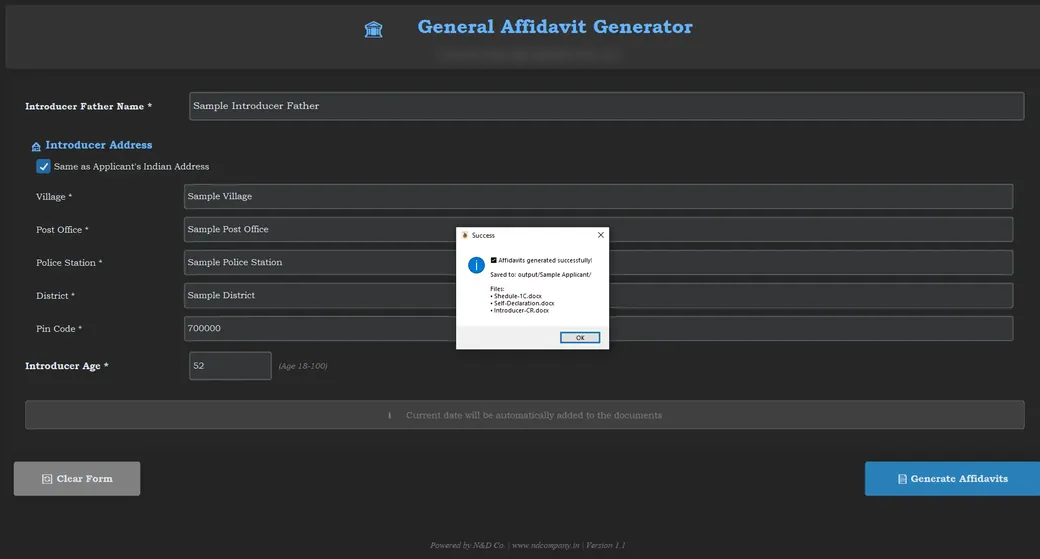 General Affidavit Generator
Introducer Father Name * Sample Introducer Father
Introducer Address
Same as Applicant's Indian Address
Village * Sample Village
Post Office * Sample Post Office
Police Station * Sample Police Station
District * Sample District
Pin Code * 700000
Introducer Age * 52 (Age 18-100)
Current date will be automatically added to the documents
Clear Form
Generate Affidavits
Powered by N&D Co. | www.ndcompany.in | Version 1.1
Success
Affidavits generated successfully!
Saved to: output/Sample Applicant/
Files:
• Shedule-1C.docx
• Self-Declaration.docx
• Introducer-CR.docx
OK